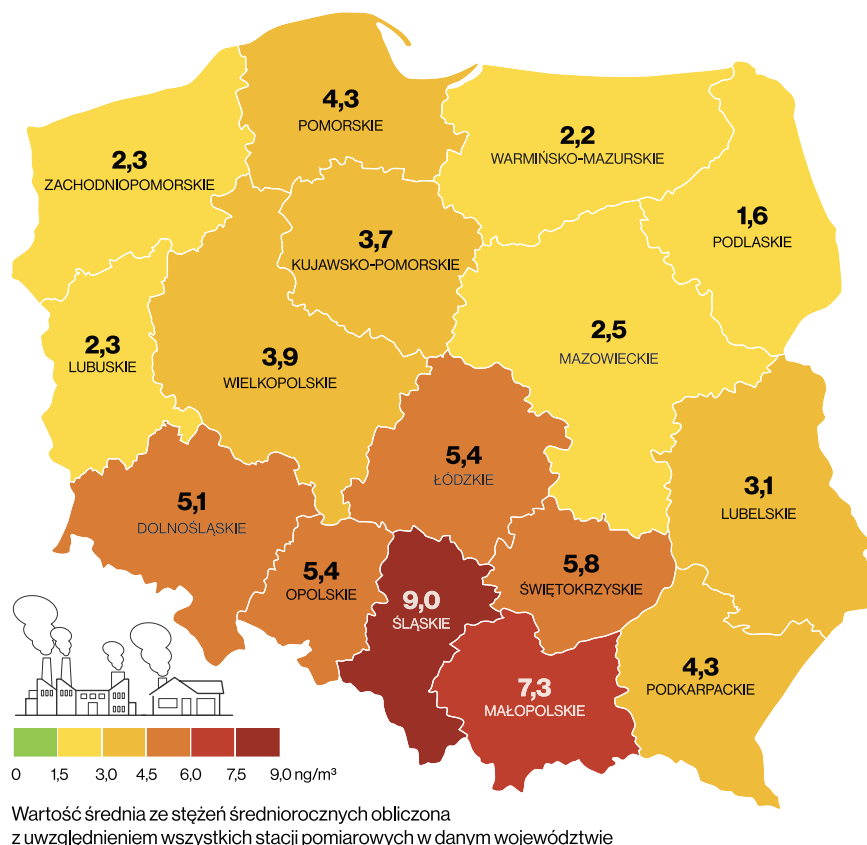 4,3
POMORSKIE
2,2
WARMIŃSKO-MAZURSKIE
2,3
ZACHODNIOPOMORSKIE
1,6
PODLASKIE
3,7
KUJAWSKO-POMORSKIE
2,3
LUBUSKIE
3,9
WIELKOPOLSKIE
2,5
MAZOWIECKIE
5,4
ŁÓDZKIE
5,1
DOLNOŚLĄSKIE
3,1
LUBELSKIE
5,4
OPOLSKIE
9,0
ŚLĄSKIE
5,8
ŚWIĘTOKRZYSKIE
7,3
MAŁOPOLSKIE
4,3
PODKARPACKIE
0 1,5 3,0 4,5 6,0 7,5 9,0 ng/m³
Wartość średnia ze stężeń średniorocznych obliczona
z uwzględnieniem wszystkich stacji pomiarowych w danym województwie